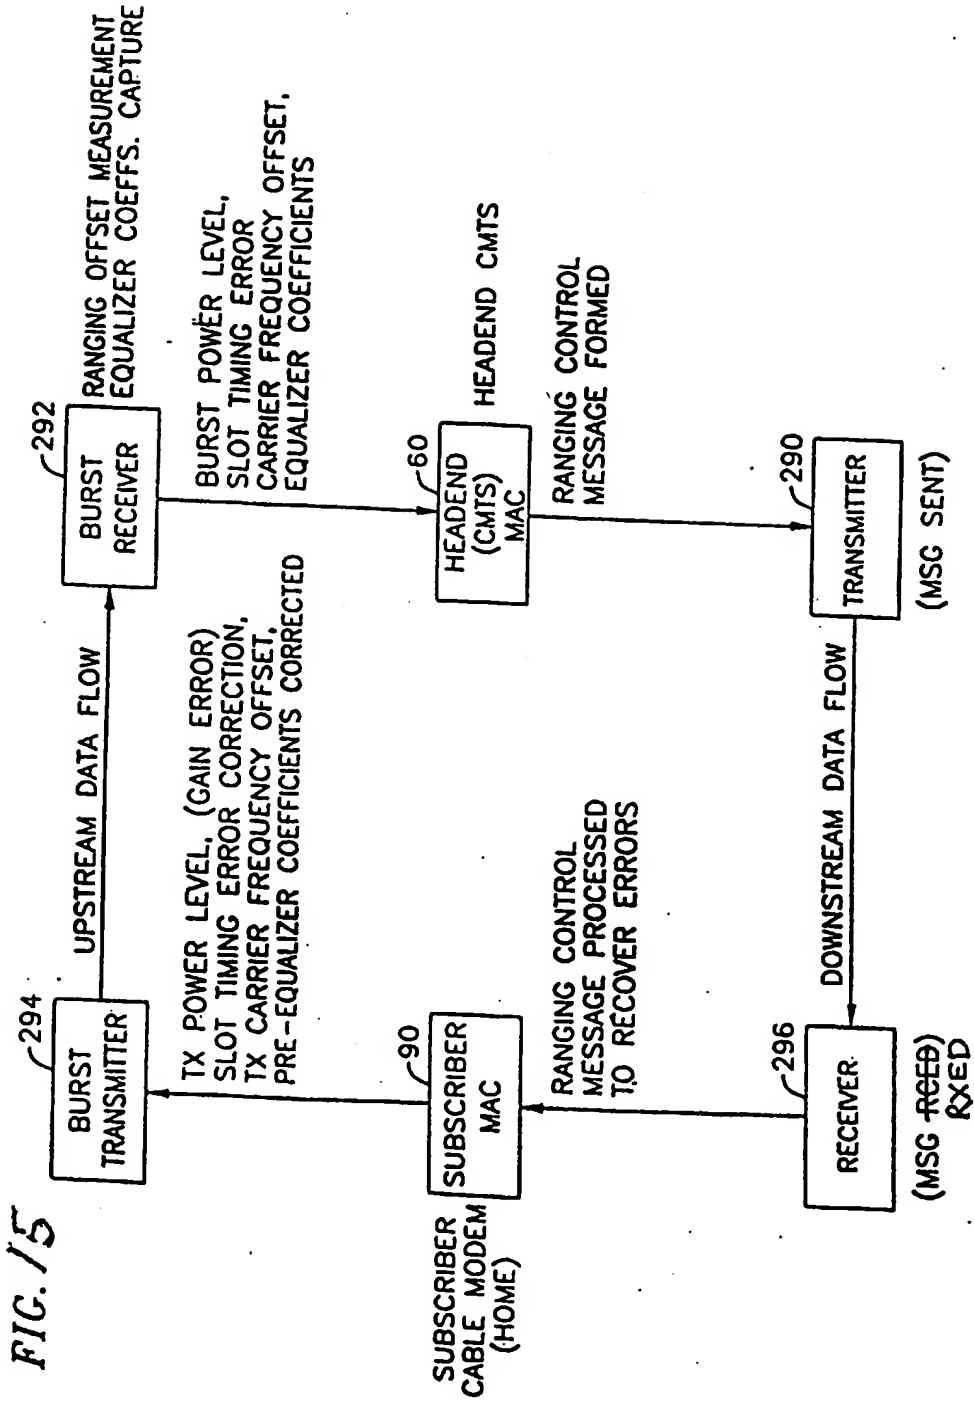 FIG. 15
294
BURST
TRANSMITTER
UPSTREAM DATA FLOW
292
BURST
RECEIVER
RANGING OFFSET MEASUREMENT
EQUALIZER COEFFS. CAPTURE
TX POWER LEVEL, (GAIN ERROR)
SLOT TIMING ERROR CORRECTION,
TX CARRIER FREQUENCY OFFSET,
PRE-EQUALIZER COEFFICIENTS CORRECTED
BURST POWER LEVEL,
SLOT TIMING ERROR
CARRIER FREQUENCY OFFSET,
EQUALIZER COEFFICIENTS
SUBSCRIBER
CABLE MODEM
(HOME)
90
SUBSCRIBER
MAC
60
HEADEND
(CMTS)
MAC
HEADEND CMTS
RANGING CONTROL
MESSAGE PROCESSED
TO RECOVER ERRORS
RANGING CONTROL
MESSAGE FORMED
296
RECEIVER
(MSG RCED)
RXED
DOWNSTREAM DATA FLOW
290
TRANSMITTER
(MSG SENT)